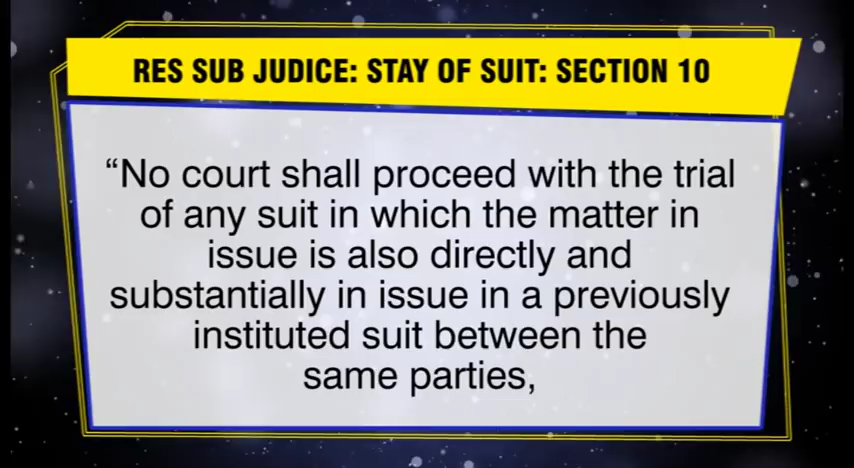 RES SUB JUDICE: STAY OF SUIT: SECTION 10
“No court shall proceed with the trial
of any suit in which the matter in
issue is also directly and
substantially in issue in a previously
instituted suit between the
same parties,